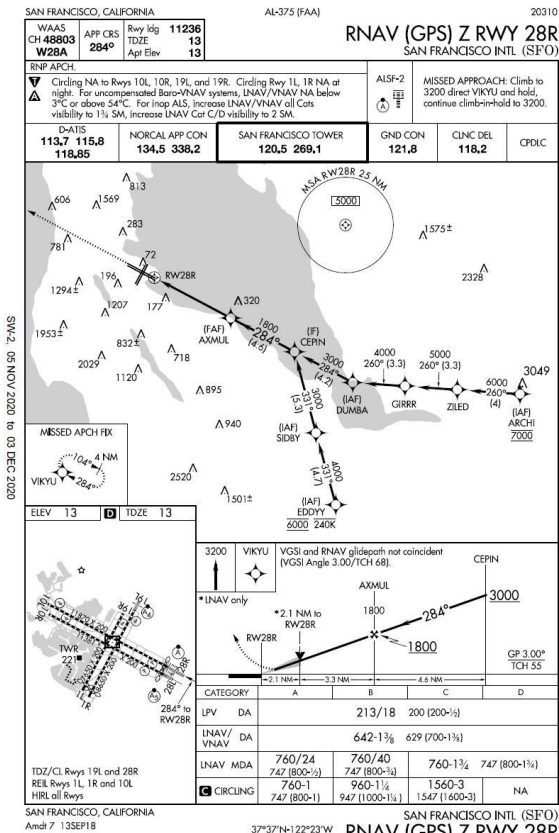 SAN FRANCISCO, CALIFORNIA
AL-375 (FAA)
20310
WAAS
CH 48803
W28A
APP CRS
284°
Rwy ldg 11236
TDZE 13
Apt Elev 13
RNAV (GPS) Z RWY 28R
SAN FRANCISCO INTL (SFO)
RNP APCH.
T
A
Circling NA to Rwys 10L, 10R, 19L, and 19R. Circling Rwy 1L, 1R NA at
night. For uncompensated Baro-VNAV systems, LNAV/VNAV NA below
3°C or above 54°C. For inop ALS, increase LNAV/VNAV all Cats
visibility to 1¾ SM, increase LNAV Cat C/D visibility to 2 SM.
ALSF-2
A
MISSED APPROACH: Climb to
3200 direct VIKYU and hold,
continue climb-in-hold to 3200.
D-ATIS
113.7 115.8
118.85
NORCAL APP CON
134.5 338.2
SAN FRANCISCO TOWER
120.5 269.1
GND CON
121.8
CLNC DEL
118.2
CPDLC
MSA RW28R 25 NM
5000
813
606
1569
283
781
72
1575±
2328
RW28R
196
1294±
1207
177
320
1953±
832±
718
2029
1120
895
940
2520
1501±
3049
(FAF)
AXMUL
1800
284°
(4.6)
(IF)
CEPIN
3000
284°
(4.2)
(IAF)
DUMBA
4000
260° (3.3)
GIRRR
5000
260° (3.3)
ZILED
6000
260°
(4)
(IAF)
ARCHI
7000
3000
331°
(5.3)
(IAF)
SIDBY
4000
331°
(4.7)
(IAF)
EDDYY
6000 240K
SW-2, 05 NOV 2020 to 03 DEC 2020
MISSED APCH FIX
104° 4 NM
VIKYU
284°
ELEV 13
D
TDZE 13
TWR
221
284° to
RW28R
TDZ/CL Rwys 19L and 28R
REIL Rwys 1L, 1R and 10L
HIRL all Rwys
3200
VIKYU
VGSI and RNAV glidepath not coincident
(VGSI Angle 3.00/TCH 68).
CEPIN
*LNAV only
AXMUL
*2.1 NM to
RW28R
1800
284°
3000
RW28R
1800
GP 3.00°
TCH 55
2.1 NM
3.3 NM
4.6 NM
CATEGORY A B C D
LPV DA 213/18 200 (200-½)
LNAV/
VNAV DA 642-1⅜ 629 (700-1⅜)
LNAV MDA 760/24 760/40 760-1¾ 747 (800-1¾)
747 (800-½) 747 (800-¾)
C CIRCLING 760-1 960-1¼ 1560-3 NA
747 (800-1) 947 (1000-1¼) 1547 (1600-3)
SAN FRANCISCO, CALIFORNIA
Amdt 7 13SEP18
37°37'N-122°23'W
SAN FRANCISCO INTL (SFO)
RNAV (GPS) Z RWY 28R